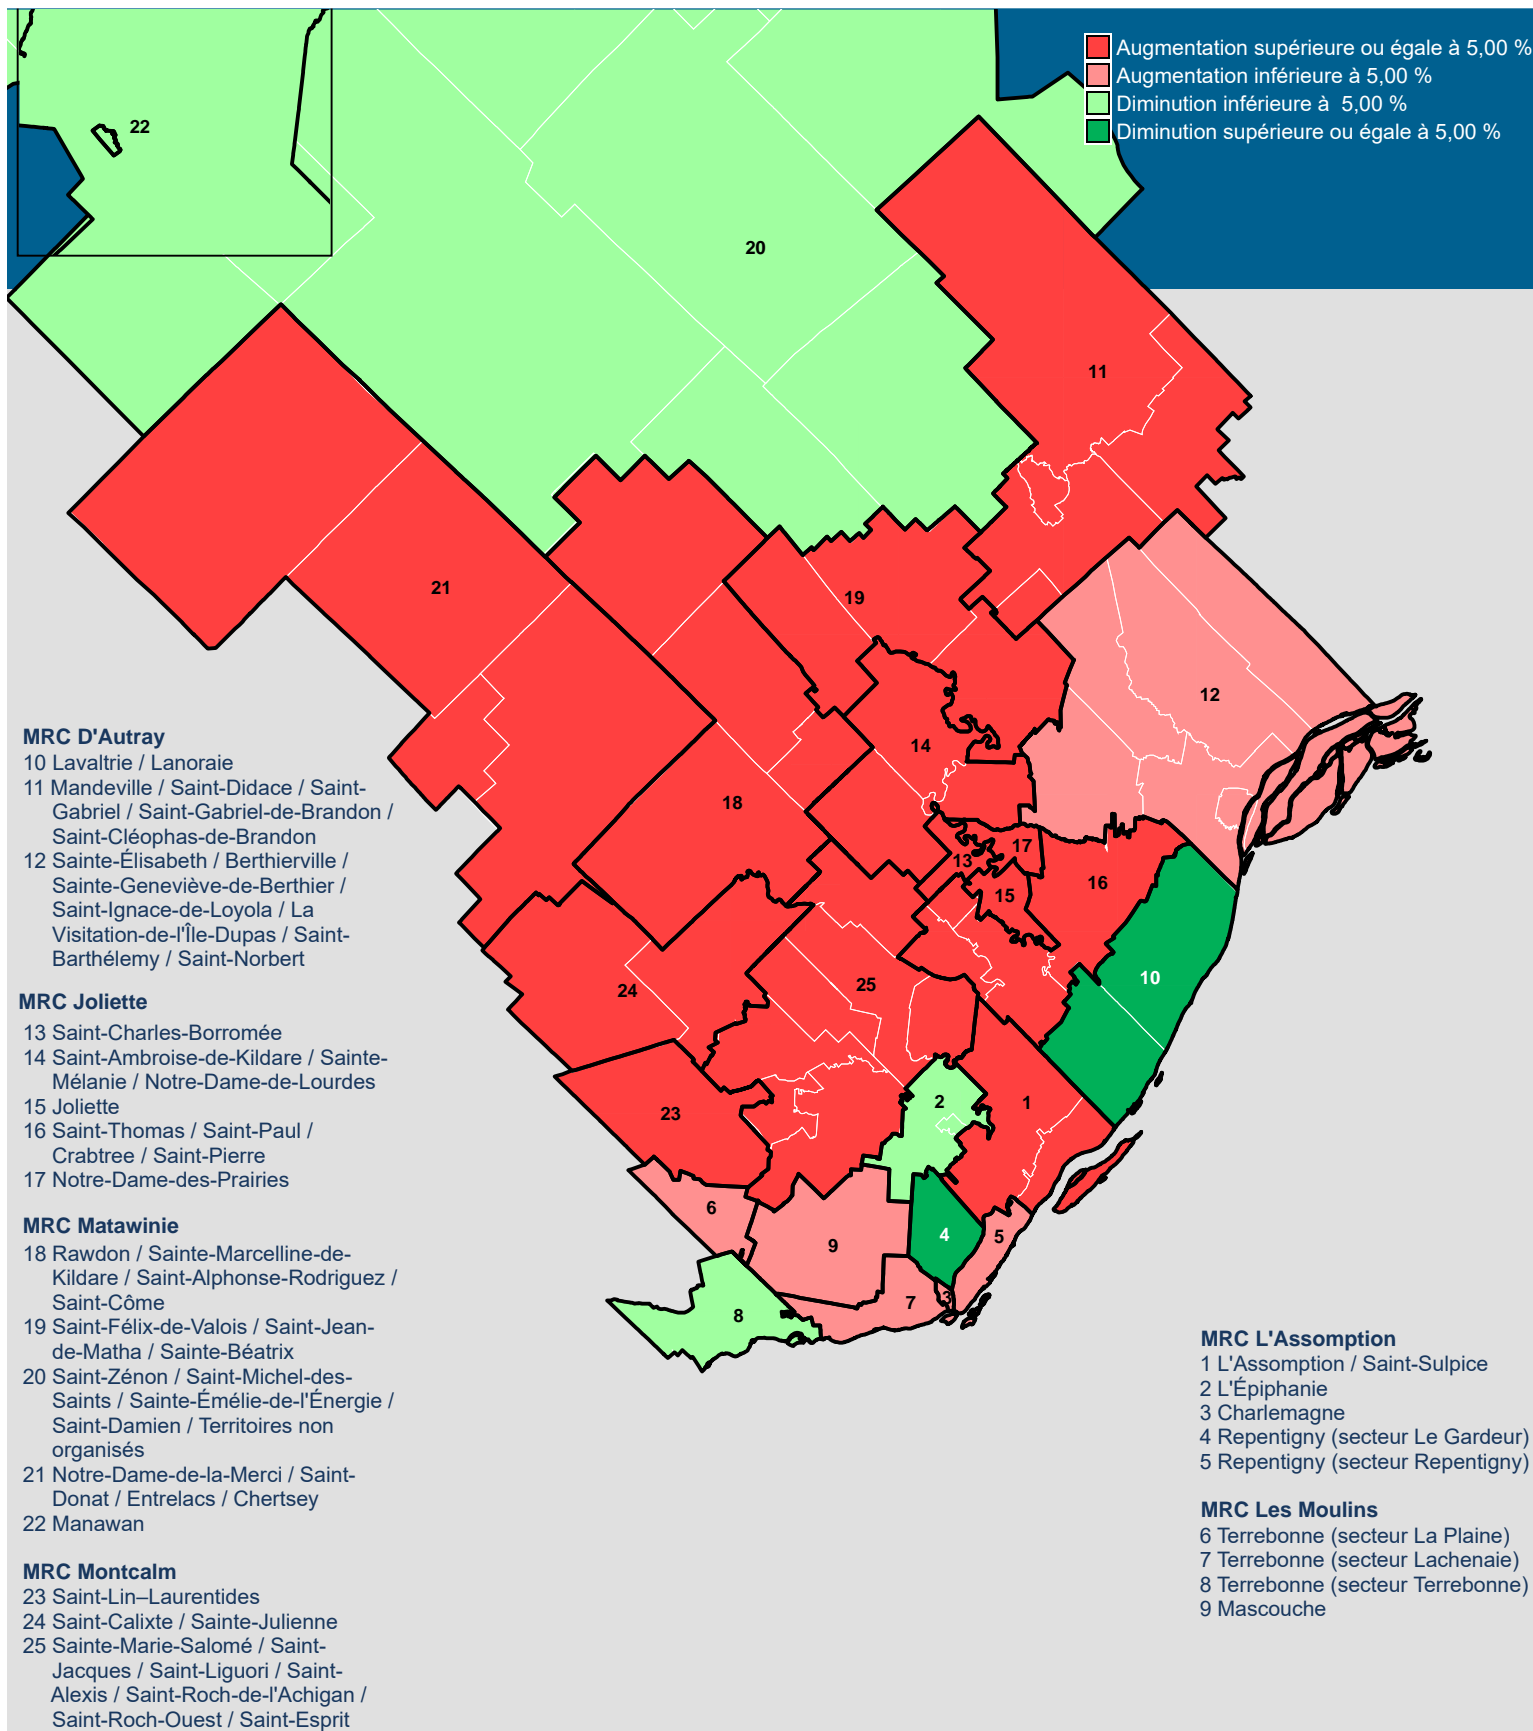 Augmentation supérieure ou égale à 5,00 %
Augmentation inférieure à 5,00 %
Diminution inférieure à  5,00 %
Diminution supérieure ou égale à 5,00 %
22
20
11
21
19
12
14
18
17
13
16
15
10
25
24
2
1
23
6
5
4
9
3
7
8
MRC D'Autray
10 Lavaltrie / Lanoraie
11 Mandeville / Saint-Didace / Saint-
Gabriel / Saint-Gabriel-de-Brandon /
Saint-Cléophas-de-Brandon
12 Sainte-Élisabeth / Berthierville /
Sainte-Geneviève-de-Berthier /
Saint-Ignace-de-Loyola / La
Visitation-de-l'Île-Dupas / Saint-
Barthélemy / Saint-Norbert
MRC Joliette
13 Saint-Charles-Borromée
14 Saint-Ambroise-de-Kildare / Sainte-
Mélanie / Notre-Dame-de-Lourdes
15 Joliette
16 Saint-Thomas / Saint-Paul /
Crabtree / Saint-Pierre
17 Notre-Dame-des-Prairies
MRC Matawinie
18 Rawdon / Sainte-Marcelline-de-
Kildare / Saint-Alphonse-Rodriguez /
Saint-Côme
19 Saint-Félix-de-Valois / Saint-Jean-
de-Matha / Sainte-Béatrix
20 Saint-Zénon / Saint-Michel-des-
Saints / Sainte-Émélie-de-l'Énergie /
Saint-Damien / Territoires non
organisés
21 Notre-Dame-de-la-Merci / Saint-
Donat / Entrelacs / Chertsey
22 Manawan
MRC Montcalm
23 Saint-Lin–Laurentides
24 Saint-Calixte / Sainte-Julienne
25 Sainte-Marie-Salomé / Saint-
Jacques / Saint-Liguori / Saint-
Alexis / Saint-Roch-de-l'Achigan /
Saint-Roch-Ouest / Saint-Esprit
MRC L'Assomption
1 L'Assomption / Saint-Sulpice
2 L'Épiphanie
3 Charlemagne
4 Repentigny (secteur Le Gardeur)
5 Repentigny (secteur Repentigny)
MRC Les Moulins
6 Terrebonne (secteur La Plaine)
7 Terrebonne (secteur Lachenaie)
8 Terrebonne (secteur Terrebonne)
9 Mascouche